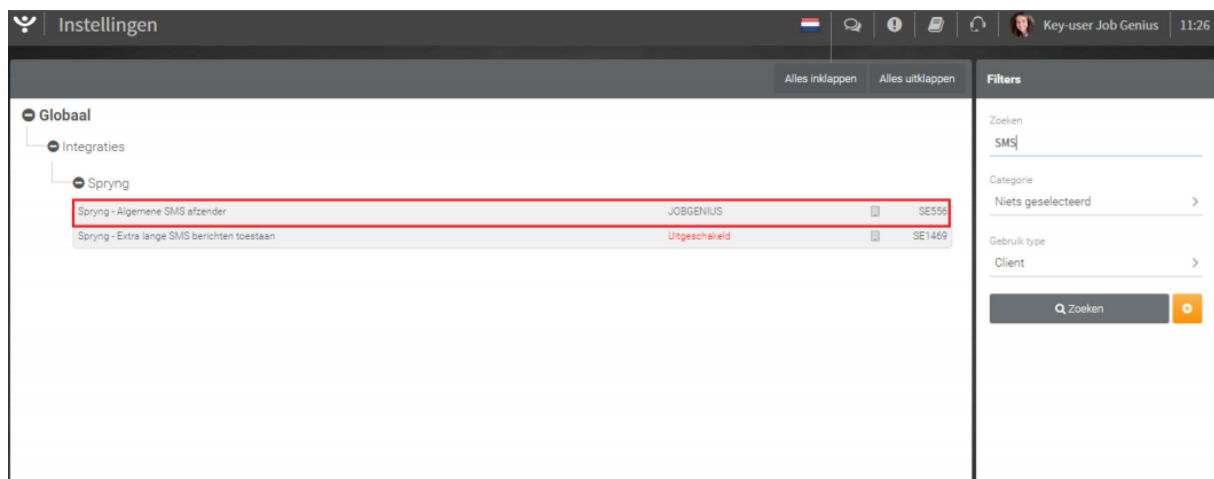 Instellingen
Key-user Job Genius
11:26
Alles inklappen
Alles uitklappen
Filters
Globaal
Integraties
Spryng
Spryng - Algemene SMS afzender JOBGENIUS SE556
Spryng - Extra lange SMS berichten toestaan Uitgeschakeld SE1469
Zoeken
SMS
Categorie
Niets geselecteerd
Gebruik type
Client
Zoeken